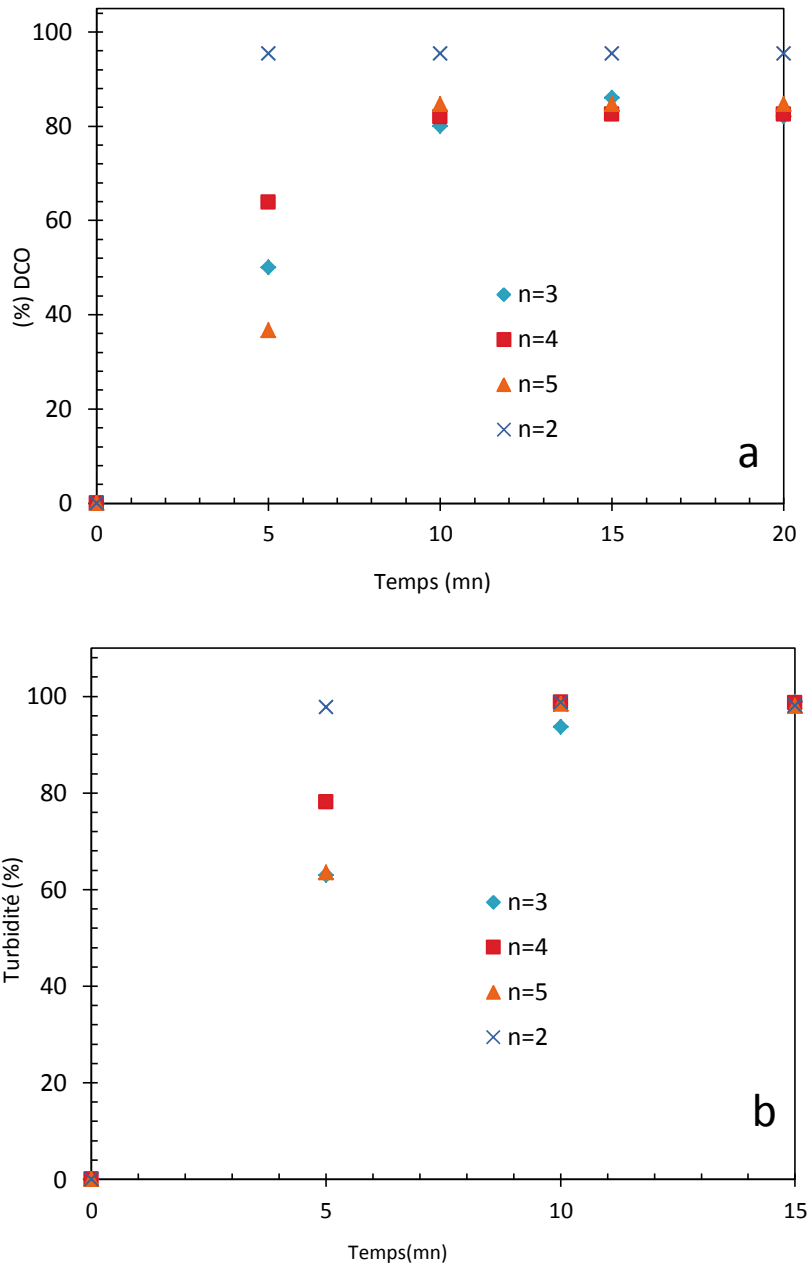 100
80
60
40
20
0
(%) DCO
n=3
n=4
n=5
n=2
a
0 5 10 15 20
Temps (mn)
100
80
60
40
20
0
Turbidité (%)
n=3
n=4
n=5
n=2
b
0 5 10 15
Temps(mn)